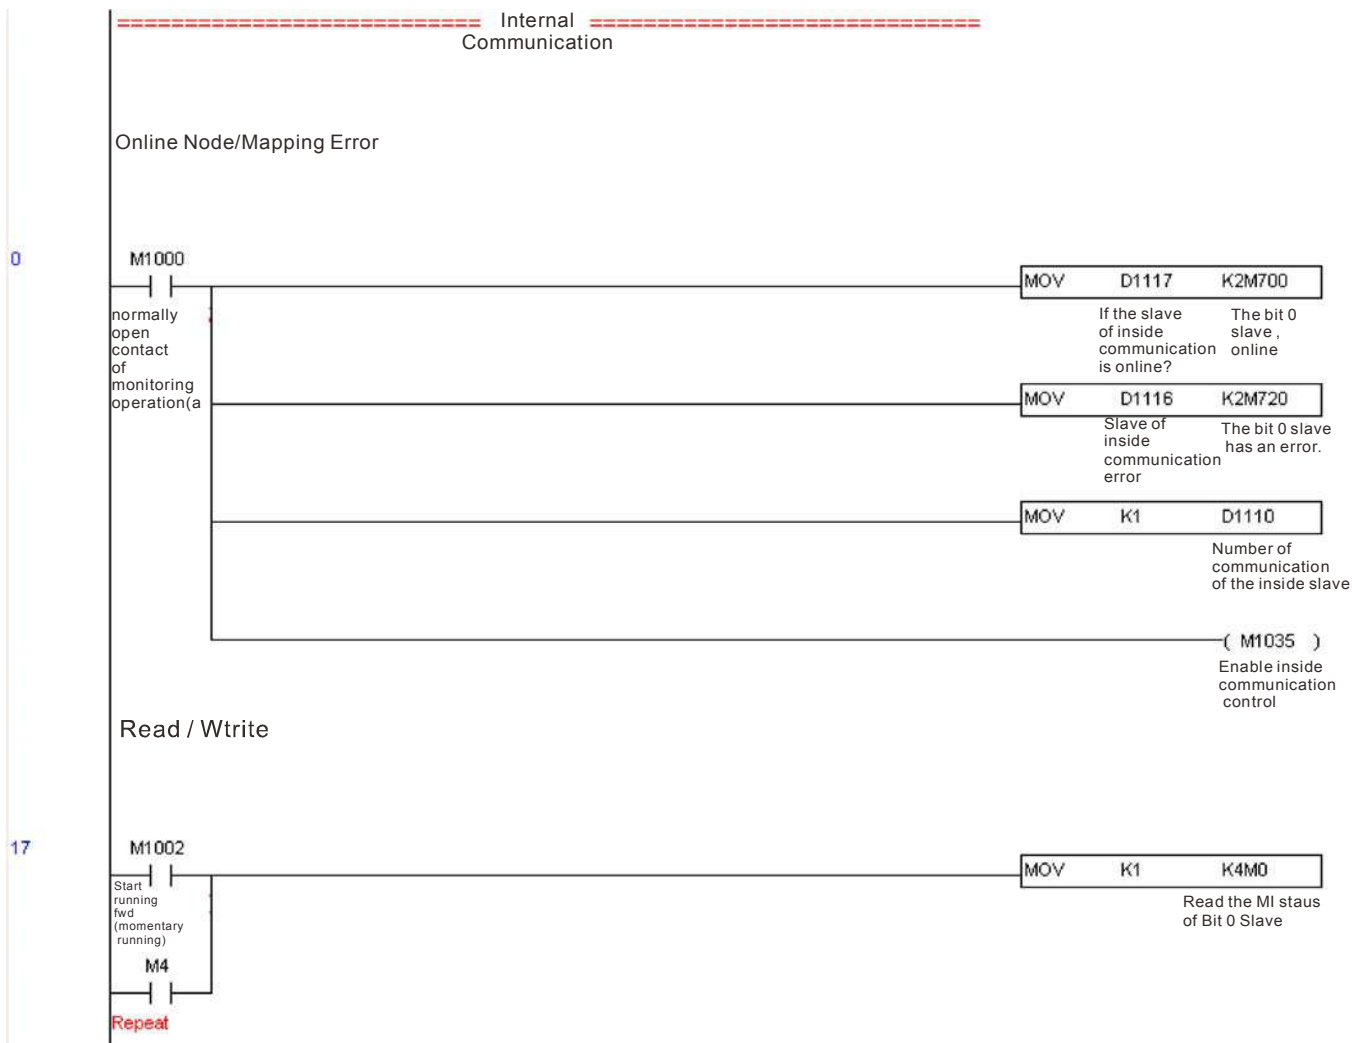 ============================ Internal ==============================
Communication
Online Node/Mapping Error
0
M1000
MOV D1117 K2M700
normally
open
contact
of
monitoring
operation(a
If the slave
of inside
communication
is online?
The bit 0
slave ,
online
MOV D1116 K2M720
Slave of
inside
communication
error
The bit 0 slave
has an error.
MOV K1 D1110
Number of
communication
of the inside slave
( M1035 )
Enable inside
communication
control
Read / Wtrite
17
M1002
MOV K1 K4M0
Start
running
fwd
(momentary
running)
Read the MI staus
of Bit 0 Slave
M4
Repeat